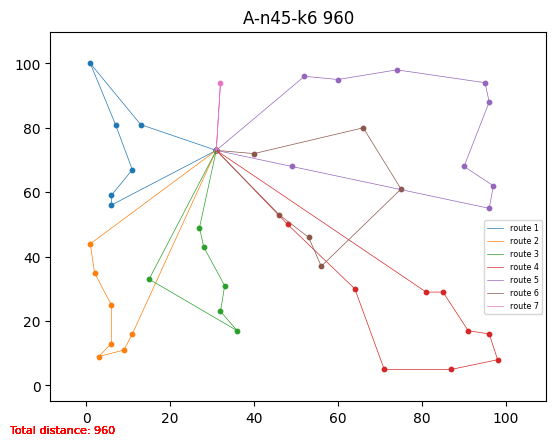 A-n45-k6 960
100
80
60
40
20
0
route 1
route 2
route 3
route 4
route 5
route 6
route 7
0 20 40 60 80 100
Total distance: 960